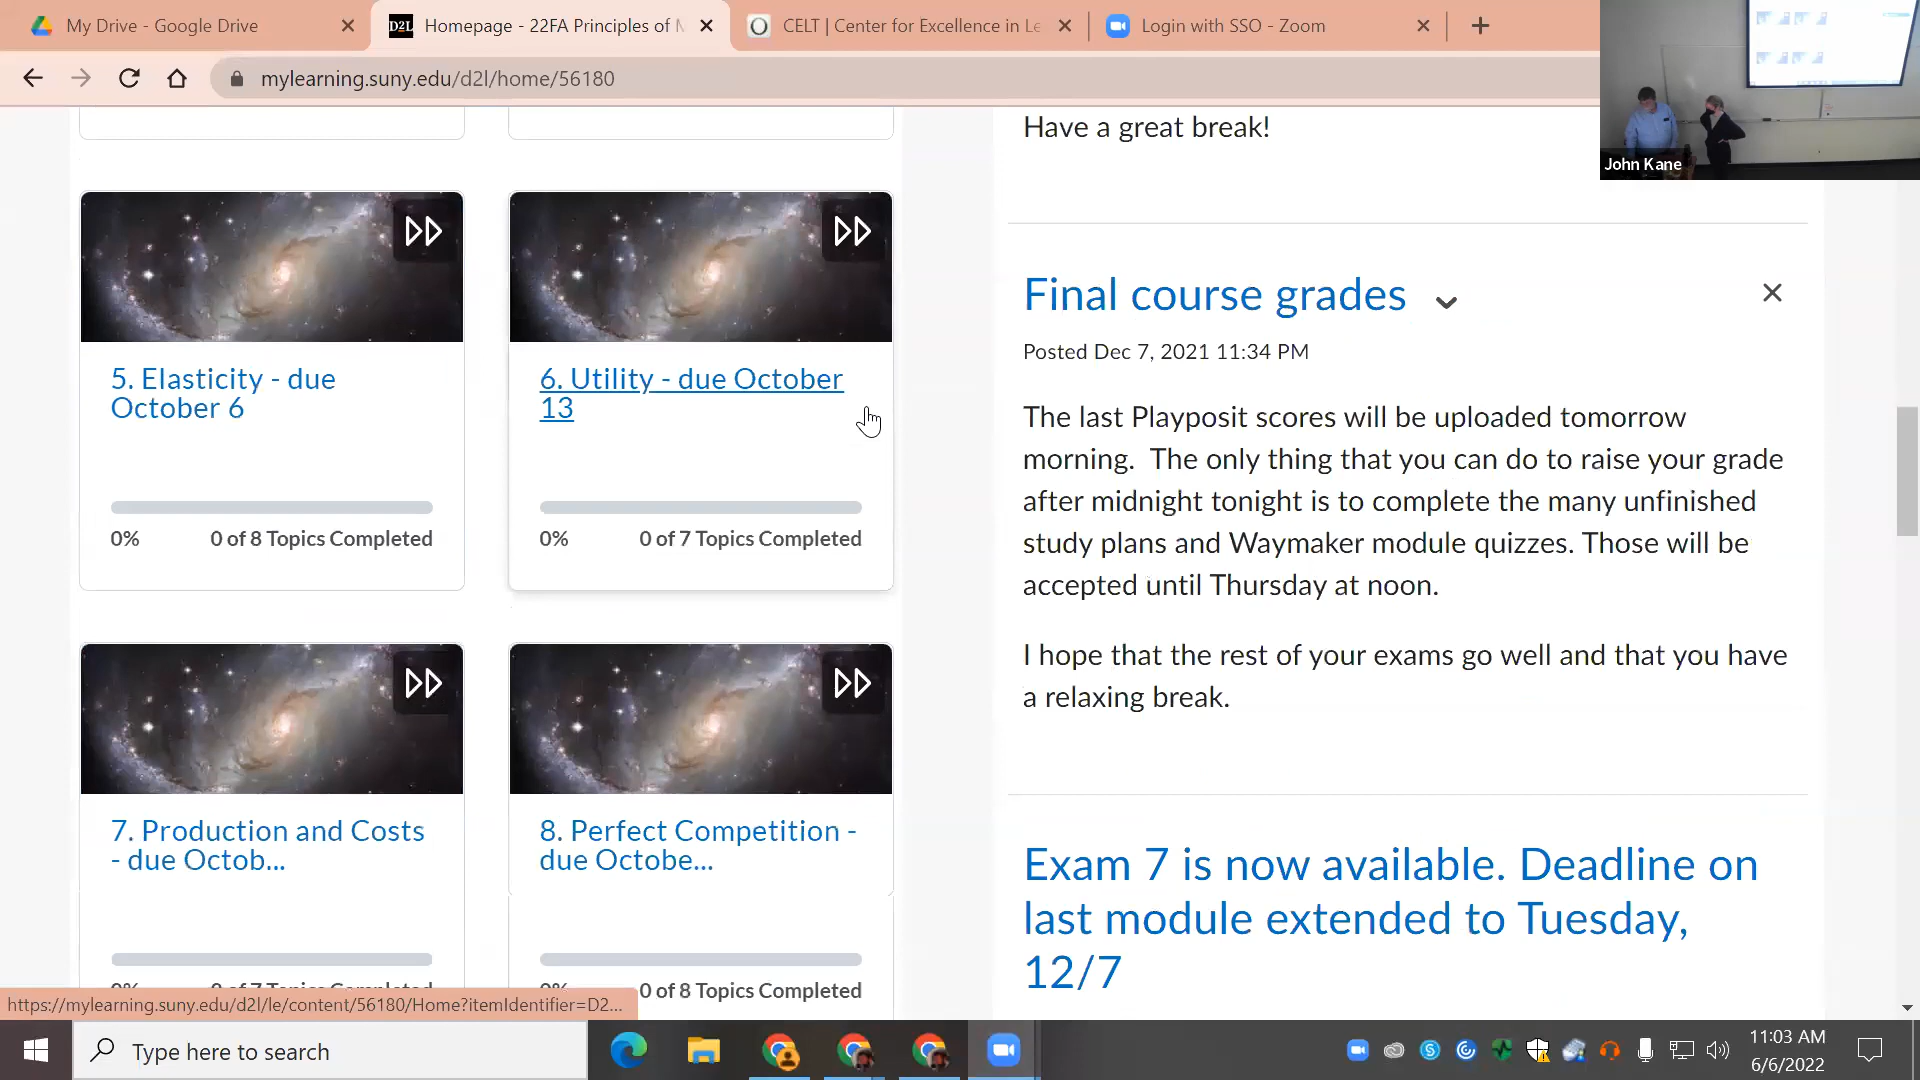 My Drive - Google Drive
D2L
Homepage - 22FA Principles of M
CELT | Center for Excellence in Le
Login with SSO - Zoom
mylearning.suny.edu/d2l/home/56180
John Kane
5. Elasticity - due
October 6
0%
0 of 8 Topics Completed
6. Utility - due October
13
0%
0 of 7 Topics Completed
7. Production and Costs
- due Octob...
0%
0 of 7 Topics Completed
8. Perfect Competition -
due Octobe...
0 of 8 Topics Completed
Have a great break!
Final course grades
Posted Dec 7, 2021 11:34 PM
The last Playposit scores will be uploaded tomorrow
morning.  The only thing that you can do to raise your grade
after midnight tonight is to complete the many unfinished
study plans and Waymaker module quizzes. Those will be
accepted until Thursday at noon.
I hope that the rest of your exams go well and that you have
a relaxing break.
Exam 7 is now available. Deadline on
last module extended to Tuesday,
12/7
https://mylearning.suny.edu/d2l/le/content/56180/Home?itemIdentifier=D2...
Type here to search
11:03 AM
6/6/2022